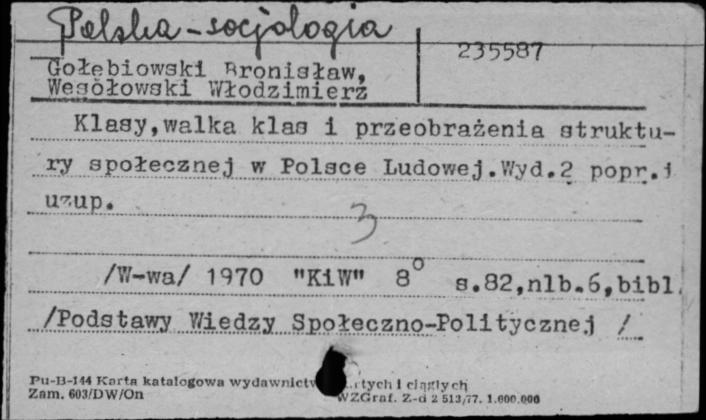 Polska-socjologia
235587
Gołębiowski Bronisław,
Wesołowski Włodzimierz
Klasy,walka klas i przeobrażenia struktu-
ry społecznej w Polsce Ludowej.Wyd.2 popr.i
uzup.
3
/W-wa/ 1970 "KiW" 8° s.82,nlb.6,bibl.
/Podstawy Wiedzy Społeczno-Politycznej /
Pu-B-144 Karta katalogowa wydawnictw i ciągłych
Zam. 603/DW/On WZGraf. Z-d 2 513/77. 1.000.000